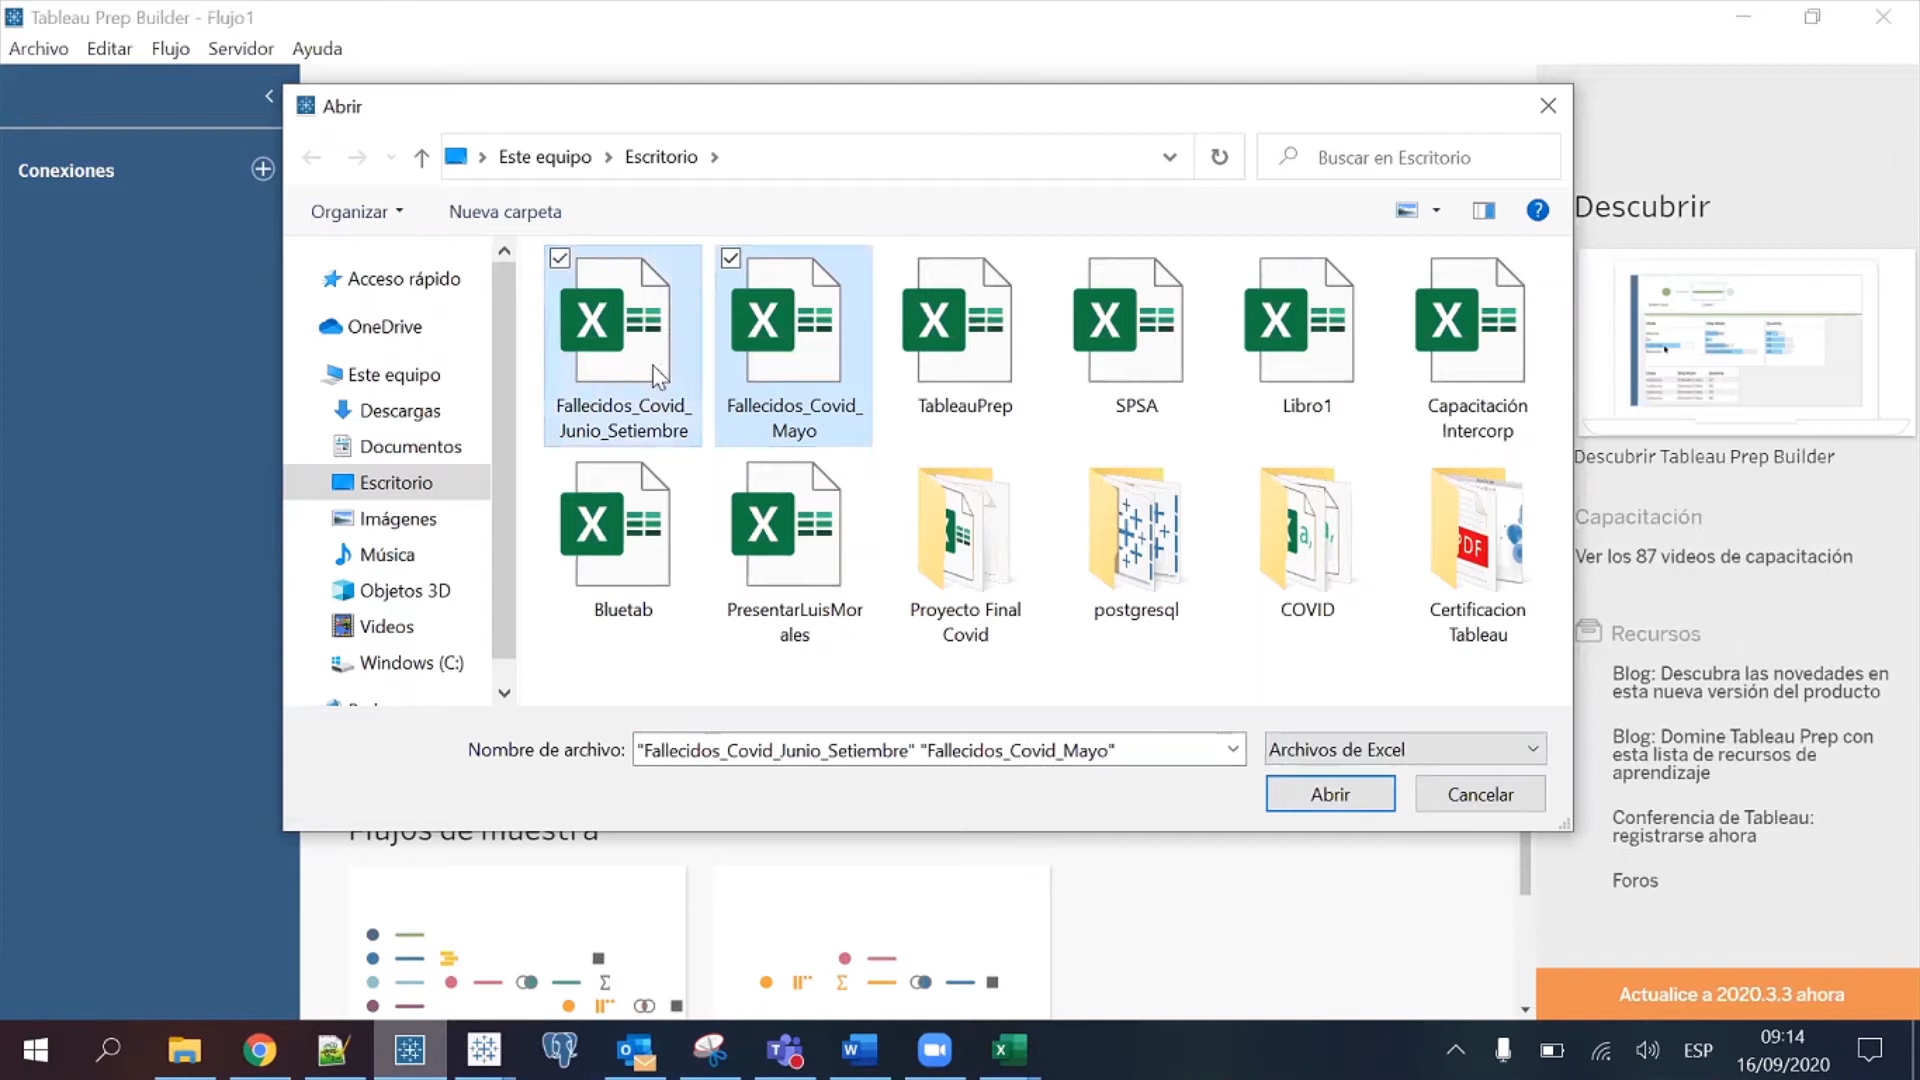 Tableau Prep Builder - Flujo1
Archivo Editar Flujo Servidor Ayuda
Conexiones
Abrir
Este equipo
Escritorio
Buscar en Escritorio
Organizar
Nueva carpeta
?
Acceso rápido
OneDrive
Este equipo
Descargas
Documentos
Escritorio
Imágenes
Música
Objetos 3D
Videos
Windows (C:)
Fallecidos_Covid_
Junio_Setiembre
Fallecidos_Covid_
Mayo
TableauPrep
SPSA
Libro1
Capacitación
Intercorp
Bluetab
PresentarLuisMor
ales
Proyecto Final
Covid
postgresql
COVID
Certificacion
Tableau
Nombre de archivo:
"Fallecidos_Covid_Junio_Setiembre" "Fallecidos_Covid_Mayo"
Archivos de Excel
Abrir
Cancelar
Flujos de muestra
Descubrir
Descubrir Tableau Prep Builder
Capacitación
Ver los 87 videos de capacitación
Recursos
Blog: Descubra las novedades en
esta nueva versión del producto
Blog: Domine Tableau Prep con
esta lista de recursos de
aprendizaje
Conferencia de Tableau:
registrarse ahora
Foros
Actualice a 2020.3.3 ahora
ESP
09:14
16/09/2020